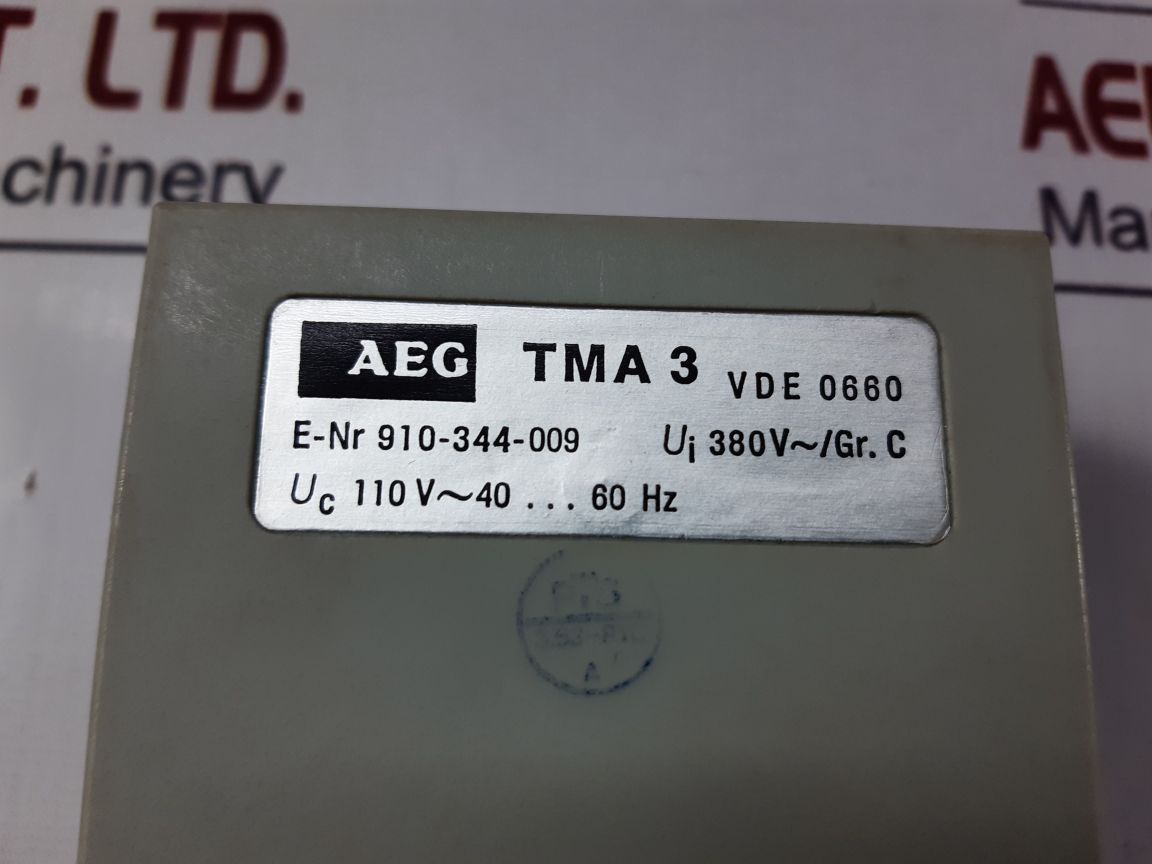 T. LTD.
chinery
AE
Ma
AEG TMA 3 VDE 0660
E-Nr 910-344-009 Ui 380V~/Gr. C
Uc 110 V~40 ... 60 Hz
A